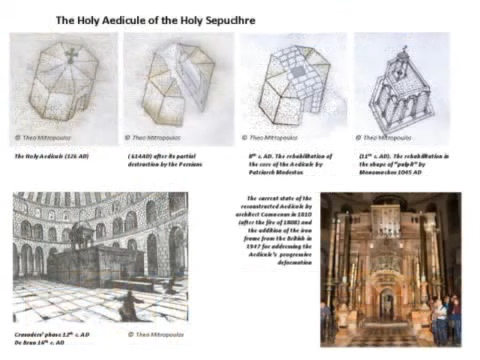 The Holy Aedicule of the Holy Sepuclhre
© Theo Mitropoulos
© Theo Mitropoulos
© Theo Mitropoulos
© Theo Mitropoulos
The Holy Aedicule (326 AD)
(614AD) after its partial
destruction by the Persians
8th c. AD. The rehabilitation of
the core of the Aedicule by
Patriarch Modestus
(11th c. AD). The rehabilitation in
the shape of "pulpit" by
Monomachos 1045 AD
The current state of the
reconstructed Aedicule by
architect Comnenus in 1810
(after the fire of 1808) and
the addition of the iron
frame from the British in
1947 for addressing the
Aedicule's progressive
deformation
Crusaders' phase 12th c. AD
De Brun 16th c. AD
© Theo Mitropoulos